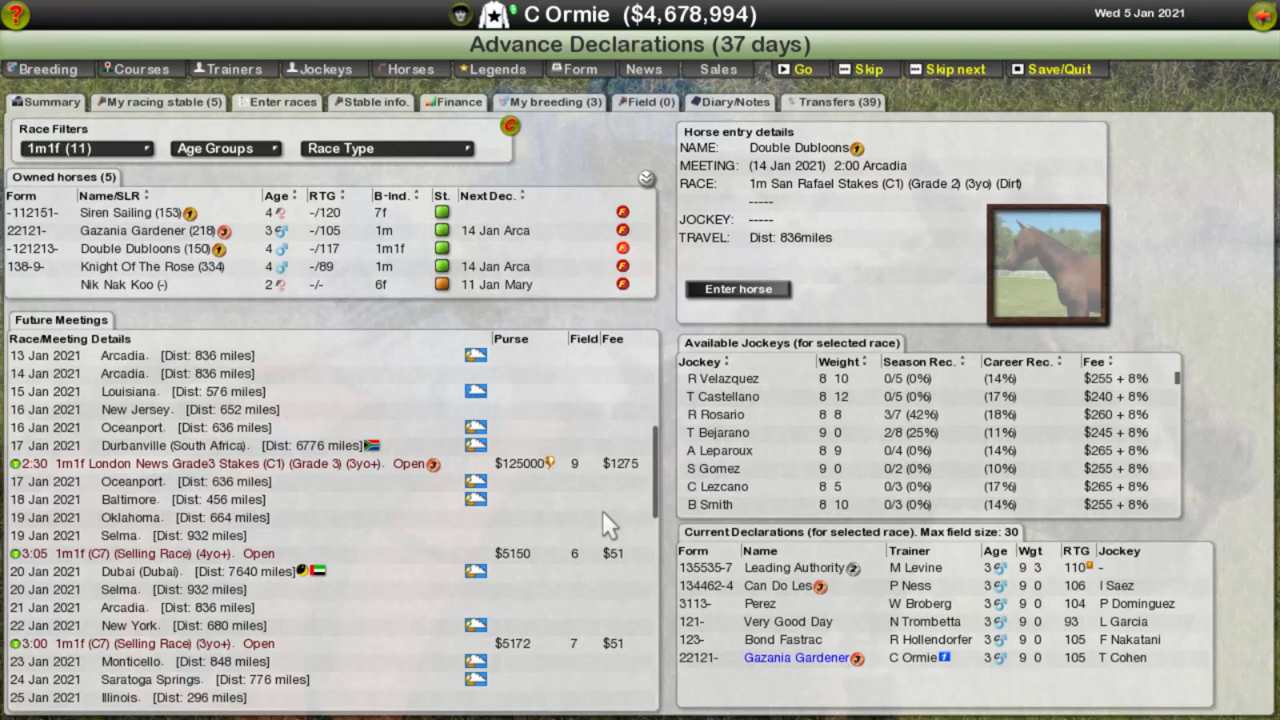 C Ormie ($4,678,994)
Wed 5 Jan 2021
Advance Declarations (37 days)
Breeding Courses Trainers Jockeys Horses Legends Form News Sales Go Skip Skip next Save/Quit
Summary My racing stable (5) Enter races Stable info. Finance My breeding (3) Field (0) Diary/Notes Transfers (39)
Race Filters
1m1f (11) Age Groups Race Type
Owned horses (5)
Form Name/SLR Age RTG B-Ind. St. Next Dec.
-112151- Siren Sailing (153) 1 4 -/120 7f F
22121- Gazania Gardener (218) 3 3 -/105 1m 14 Jan Arca F
-121213- Double Dubloons (150) 1 4 -/117 1m1f F
138-9- Knight Of The Rose (334) 4 -/89 1m 14 Jan Arca F
Nik Nak Koo (-) 2 -/- 6f 11 Jan Mary F
Future Meetings
Race/Meeting Details Purse Field Fee
13 Jan 2021 Arcadia. [Dist: 836 miles]
14 Jan 2021 Arcadia. [Dist: 836 miles]
15 Jan 2021 Louisiana. [Dist: 576 miles]
16 Jan 2021 New Jersey. [Dist: 652 miles]
16 Jan 2021 Oceanport. [Dist: 636 miles]
17 Jan 2021 Durbanville (South Africa). [Dist: 6776 miles]
T 2:30 1m1f London News Grade3 Stakes (C1) (Grade 3) (3yo+). Open 3 $125000 9 $1275
17 Jan 2021 Oceanport. [Dist: 636 miles]
18 Jan 2021 Baltimore. [Dist: 456 miles]
19 Jan 2021 Oklahoma. [Dist: 664 miles]
19 Jan 2021 Selma. [Dist: 932 miles]
T 3:05 1m1f (C7) (Selling Race) (4yo+). Open $5150 6 $51
20 Jan 2021 Dubai (Dubai). [Dist: 7640 miles]
20 Jan 2021 Selma. [Dist: 932 miles]
21 Jan 2021 Arcadia. [Dist: 836 miles]
22 Jan 2021 New York. [Dist: 680 miles]
T 3:00 1m1f (C7) (Selling Race) (3yo+). Open $5172 7 $51
23 Jan 2021 Monticello. [Dist: 848 miles]
24 Jan 2021 Saratoga Springs. [Dist: 776 miles]
25 Jan 2021 Illinois. [Dist: 296 miles]
Horse entry details
NAME: Double Dubloons 1
MEETING: (14 Jan 2021) 2:00 Arcadia
RACE: 1m San Rafael Stakes (C1) (Grade 2) (3yo) (Dirt)
-----
JOCKEY: -----
TRAVEL: Dist: 836miles
Enter horse
Available Jockeys (for selected race)
Jockey Weight Season Rec. Career Rec. Fee
R Velazquez 8 10 0/5 (0%) (14%) $255 + 8%
T Castellano 8 12 0/5 (0%) (17%) $240 + 8%
R Rosario 8 8 3/7 (42%) (18%) $260 + 8%
T Bejarano 9 0 2/8 (25%) (11%) $245 + 8%
A Leparoux 8 9 0/4 (0%) (14%) $265 + 8%
S Gomez 9 0 0/2 (0%) (10%) $255 + 8%
C Lezcano 8 5 0/3 (0%) (17%) $265 + 8%
B Smith 8 10 0/3 (0%) (14%) $255 + 8%
Current Declarations (for selected race). Max field size: 30
Form Name Trainer Age Wgt RTG Jockey
135535-7 Leading Authority 2 M Levine 3 9 3 110 -
134462-4 Can Do Les 3 P Ness 3 9 0 106 I Saez
3113- Perez W Broberg 3 9 0 104 P Dominguez
121- Very Good Day N Trombetta 3 9 0 93 L Garcia
123- Bond Fastrac R Hollendorfer 3 9 0 105 F Nakatani
22121- Gazania Gardener 3 C Ormie 3 9 0 105 T Cohen